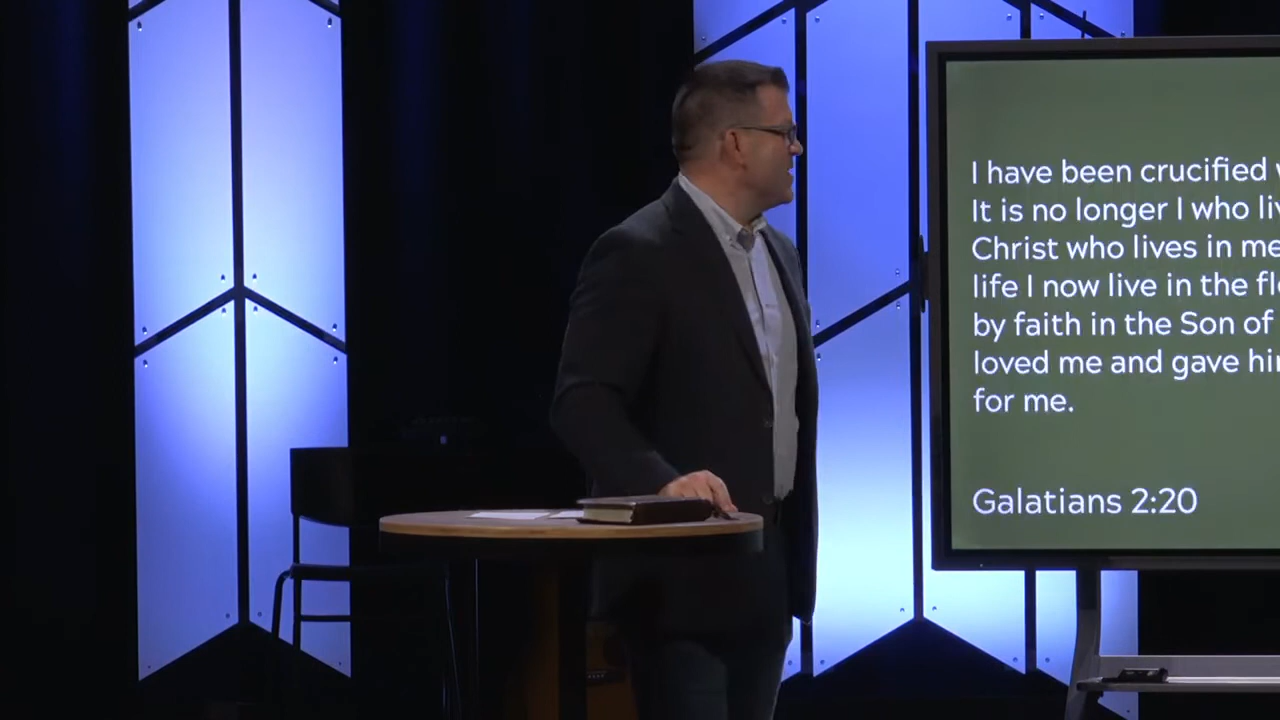 I have been crucified
It is no longer I who
Christ who lives in me
life I now live in the
by faith in the Son of
loved me and gave
for me.
Galatians 2:20